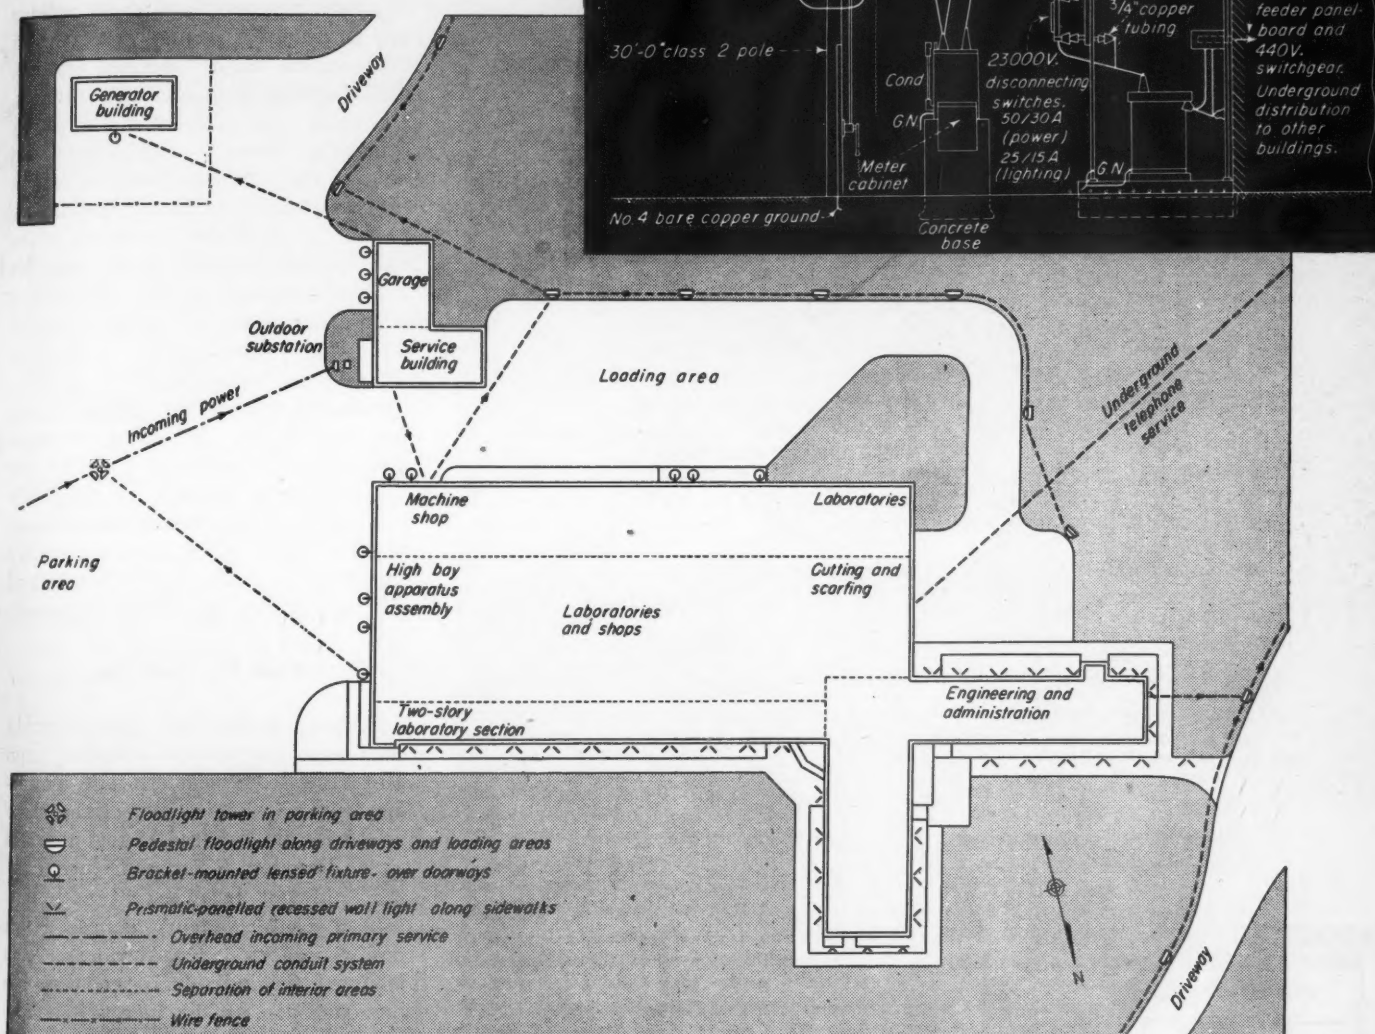 30'-0" class 2 pole
Cond
G.N.
Meter
cabinet
No. 4 bare copper ground
Concrete
base
23000V.
disconnecting
switches.
50/30A
(power)
25/15A
(lighting)
3/4" copper
tubing
G.N.
feeder panel-
board and
440V.
switchgear.
Underground
distribution
to other
buildings.
Generator
building
Driveway
Garage
Outdoor
substation
Service
building
Loading area
Incoming power
Underground
telephone
service
Parking
area
Machine
shop
Laboratories
High bay
apparatus
assembly
Cutting and
scarfing
Laboratories
and shops
Two-story
laboratory section
Engineering and
administration
Floodlight tower in parking area
Pedestal floodlight along driveways and loading areas
Bracket-mounted lensed fixture- over doorways
Prismatic-panelled recessed wall light along sidewalks
Overhead incoming primary service
Underground conduit system
Separation of interior areas
Wire fence
N
Driveway